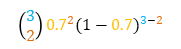 (3 2) 0.7²(1 − 0.7)³⁻²